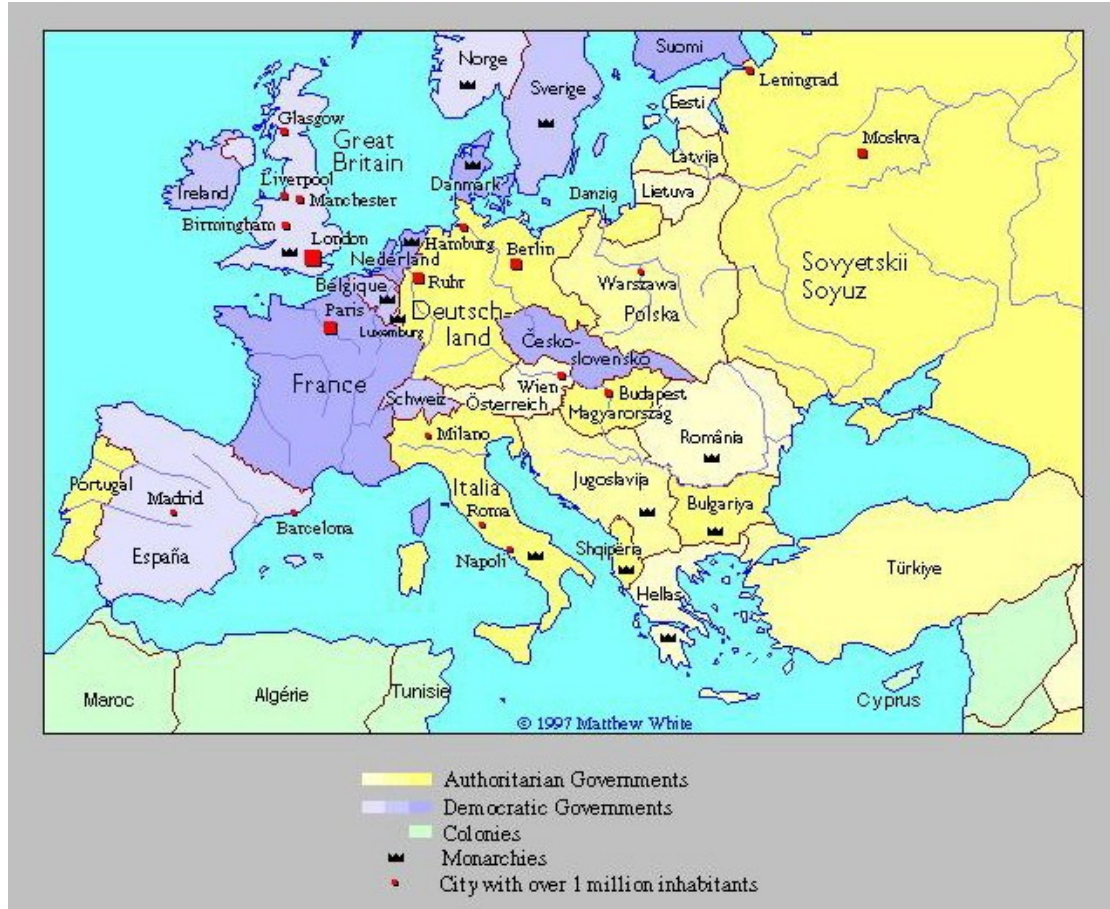 Norge
Suomi
Sverige
Leningrad
Eesti
Moskva
Latvija
Lietuva
Glasgow
Great
Britain
Ireland
Liverpool
Manchester
Birmingham
London
Danmark
Danzig
Hamburg
Nederland
Berlin
Belgique
Ruhr
Warszawa
Polska
Sovyetskii
Soyuz
Paris
Luxemburg
Deutsch-
land
Česko-
slovensko
France
Schweiz
Wien
Österreich
Budapest
Magyarország
Milano
România
Jugoslavija
Bulgariya
Italia
Roma
Napoli
Shqipëria
Hellas
Türkiye
Portugal
Madrid
Barcelona
España
Maroc
Algérie
Tunisie
Cyprus
© 1997 Matthew White
Authoritarian Governments
Democratic Governments
Colonies
Monarchies
City with over 1 million inhabitants